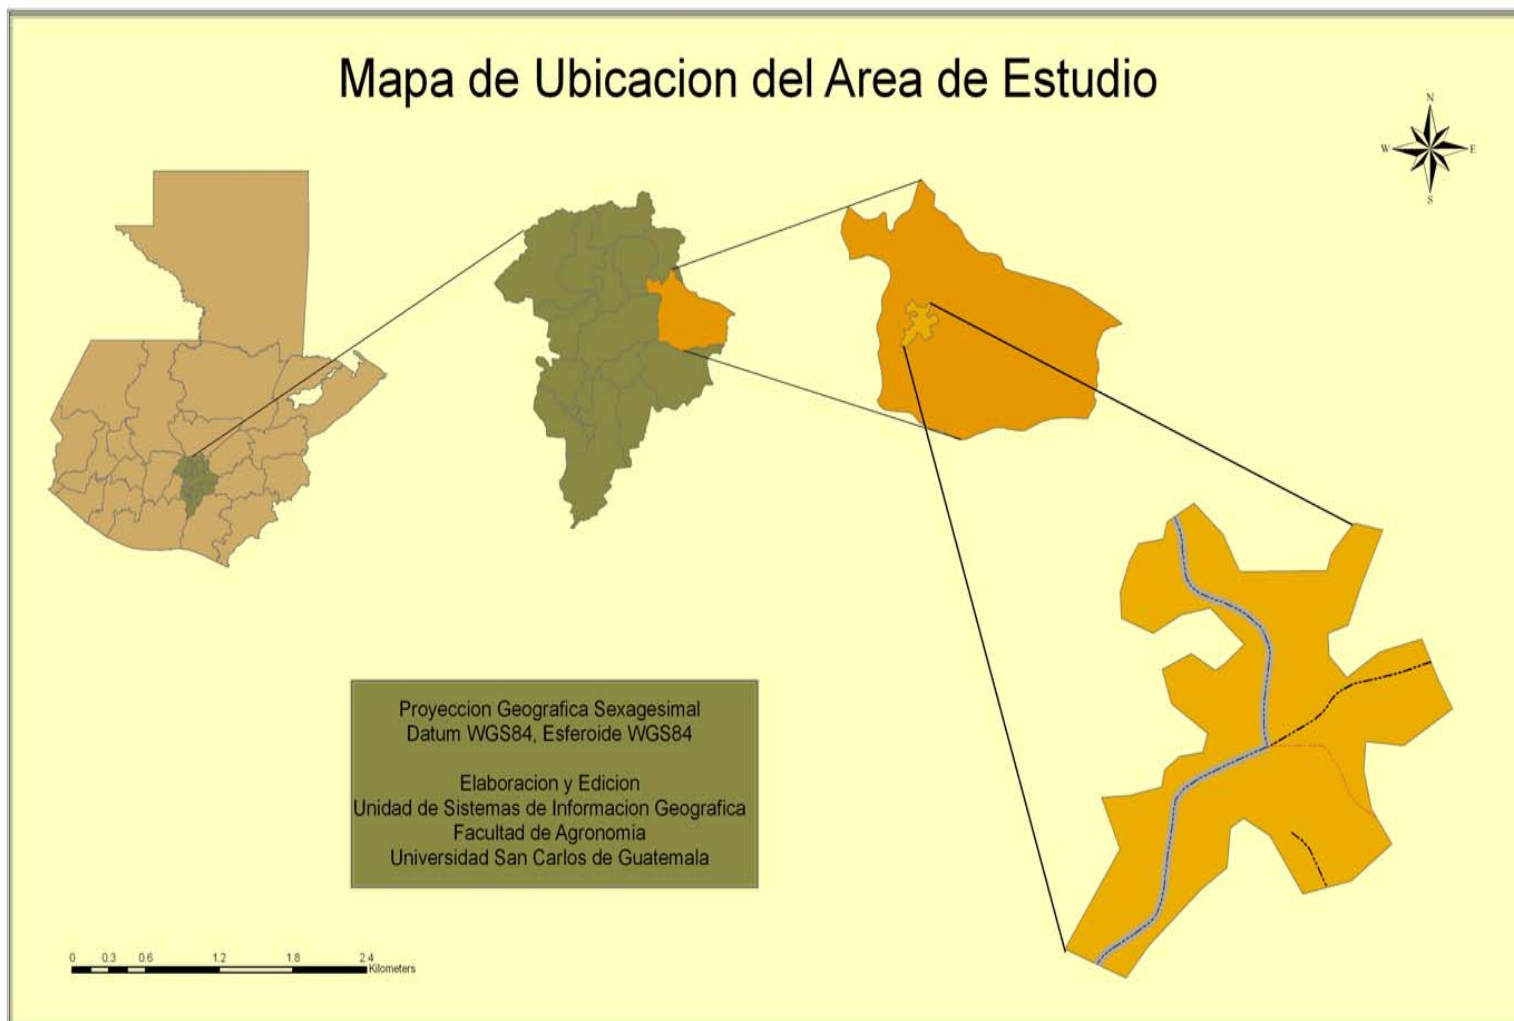 Mapa de Ubicacion del Area de Estudio
N
W E
S
Proyeccion Geografica Sexagesimal
Datum WGS84, Esferoide WGS84
Elaboracion y Edicion
Unidad de Sistemas de Informacion Geografica
Facultad de Agronomia
Universidad San Carlos de Guatemala
0 0.3 0.6 1.2 1.8 2.4
Kilometers